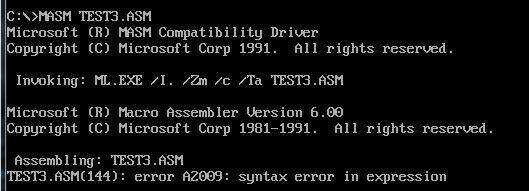 C:\>MASM TEST3.ASM
Microsoft (R) MASM Compatibility Driver
Copyright (C) Microsoft Corp 1991.  All rights reserved.
Invoking: ML.EXE /I. /Zm /c /Ta TEST3.ASM
Microsoft (R) Macro Assembler Version 6.00
Copyright (C) Microsoft Corp 1981-1991.  All rights reserved.
Assembling: TEST3.ASM
TEST3.ASM(144): error A2009: syntax error in expression